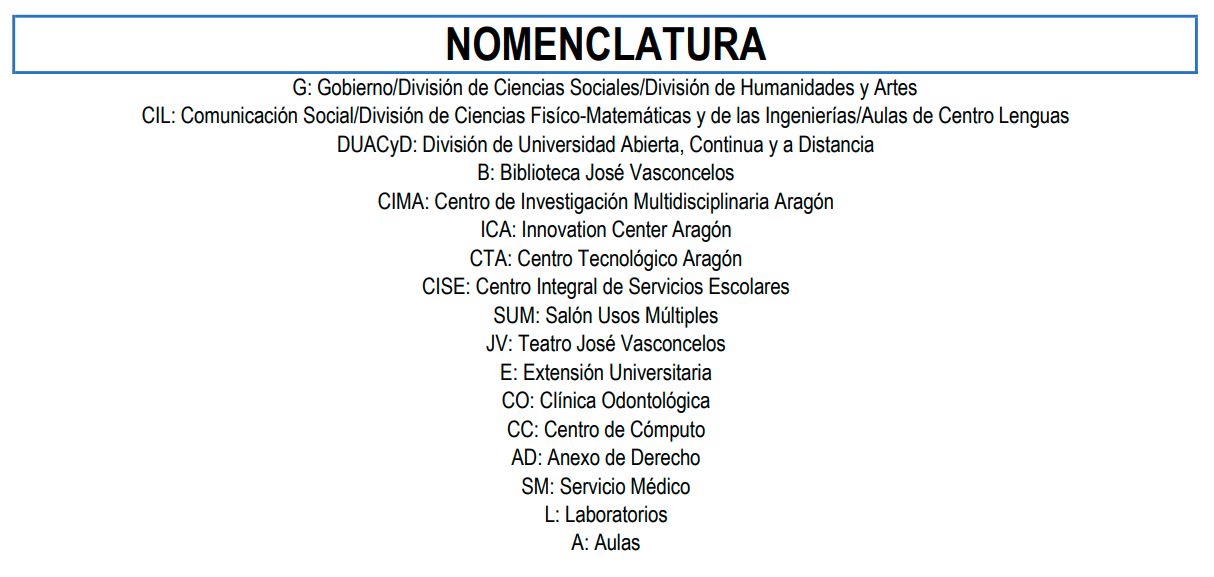 NOMENCLATURA
G: Gobierno/División de Ciencias Sociales/División de Humanidades y Artes
CIL: Comunicación Social/División de Ciencias Fisíco-Matemáticas y de las Ingenierías/Aulas de Centro Lenguas
DUACyD: División de Universidad Abierta, Continua y a Distancia
B: Biblioteca José Vasconcelos
CIMA: Centro de Investigación Multidisciplinaria Aragón
ICA: Innovation Center Aragón
CTA: Centro Tecnológico Aragón
CISE: Centro Integral de Servicios Escolares
SUM: Salón Usos Múltiples
JV: Teatro José Vasconcelos
E: Extensión Universitaria
CO: Clínica Odontológica
CC: Centro de Cómputo
AD: Anexo de Derecho
SM: Servicio Médico
L: Laboratorios
A: Aulas